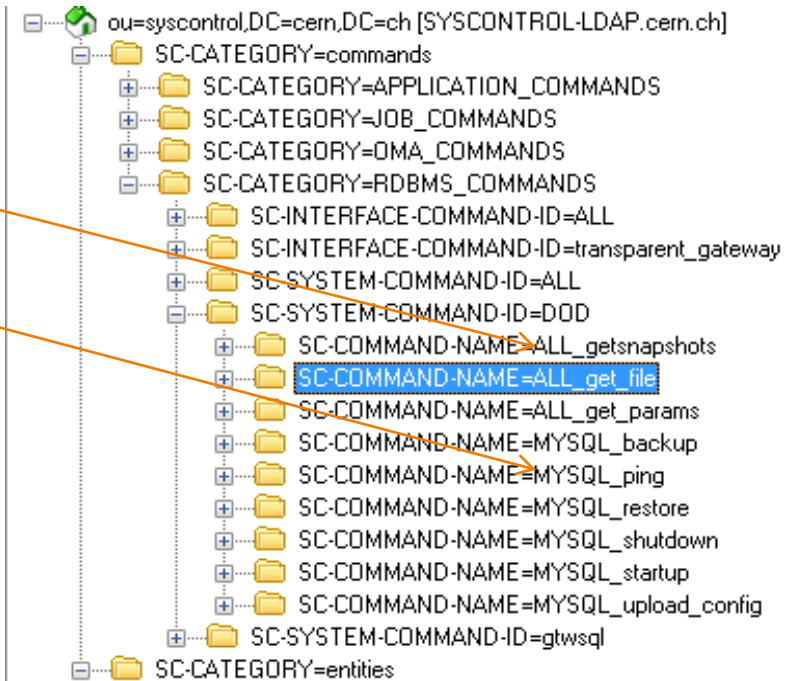 ou=syscontrol,DC=cern,DC=ch [SYSCONTROL-LDAP.cern.ch]
SC-CATEGORY=commands
SC-CATEGORY=APPLICATION_COMMANDS
SC-CATEGORY=JOB_COMMANDS
SC-CATEGORY=OMA_COMMANDS
SC-CATEGORY=RDBMS_COMMANDS
SC-INTERFACE-COMMAND-ID=ALL
SC-INTERFACE-COMMAND-ID=transparent_gateway
SC-SYSTEM-COMMAND-ID=ALL
SC-SYSTEM-COMMAND-ID=DOD
SC-COMMAND-NAME=ALL_getsnapshots
SC-COMMAND-NAME=ALL_get_file
SC-COMMAND-NAME=ALL_get_params
SC-COMMAND-NAME=MYSQL_backup
SC-COMMAND-NAME=MYSQL_ping
SC-COMMAND-NAME=MYSQL_restore
SC-COMMAND-NAME=MYSQL_shutdown
SC-COMMAND-NAME=MYSQL_startup
SC-COMMAND-NAME=MYSQL_upload_config
SC-SYSTEM-COMMAND-ID=gtwsql
SC-CATEGORY=entities